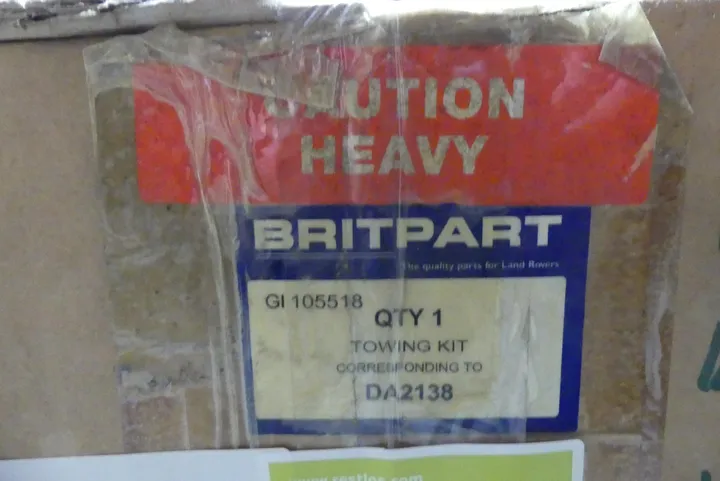 CAUTION
HEAVY
BRITPART
The quality parts for Land Rovers
GI 105518
QTY 1
TOWING KIT
CORRESPONDING TO
DA2138